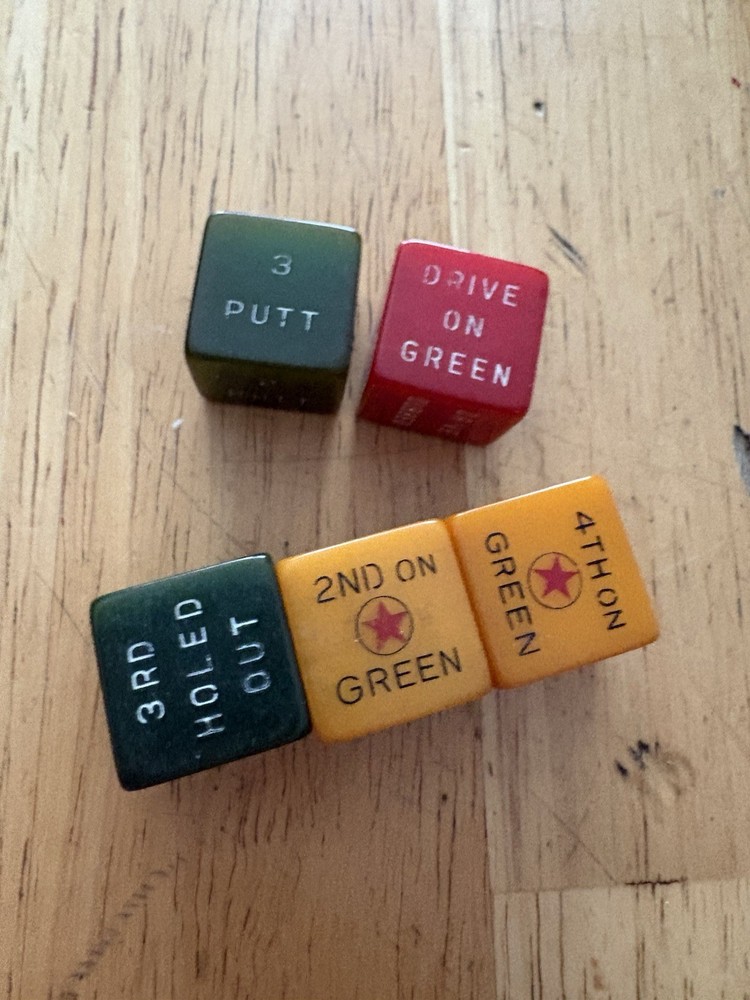 3
PUTT
DRIVE
ON
GREEN
3RD
HOLED
OUT
2ND ON
GREEN
4TH ON
GREEN